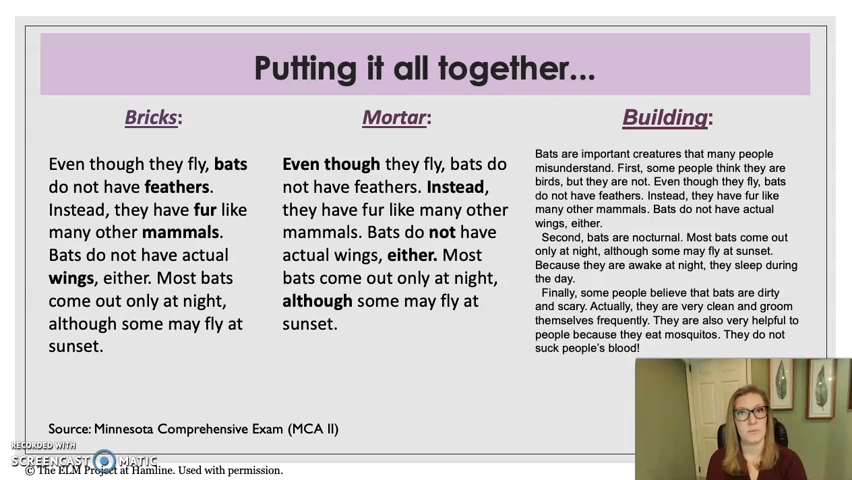 Putting it all together...
Bricks:
Even though they fly, bats
do not have feathers.
Instead, they have fur like
many other mammals.
Bats do not have actual
wings, either. Most bats
come out only at night,
although some may fly at
sunset.
Mortar:
Even though they fly, bats do
not have feathers. Instead,
they have fur like many other
mammals. Bats do not have
actual wings, either. Most
bats come out only at night,
although some may fly at
sunset.
Building:
Bats are important creatures that many people
misunderstand. First, some people think they are
birds, but they are not. Even though they fly, bats
do not have feathers. Instead, they have fur like
many other mammals. Bats do not have actual
wings, either.
Second, bats are nocturnal. Most bats come out
only at night, although some may fly at sunset.
Because they are awake at night, they sleep during
the day.
Finally, some people believe that bats are dirty
and scary. Actually, they are very clean and groom
themselves frequently. They are also very helpful to
people because they eat mosquitos. They do not
suck people's blood!
Source: Minnesota Comprehensive Exam (MCA II)
RECORDED WITH
SCREENCAST MATIC
© The ELM Project at Hamline. Used with permission.